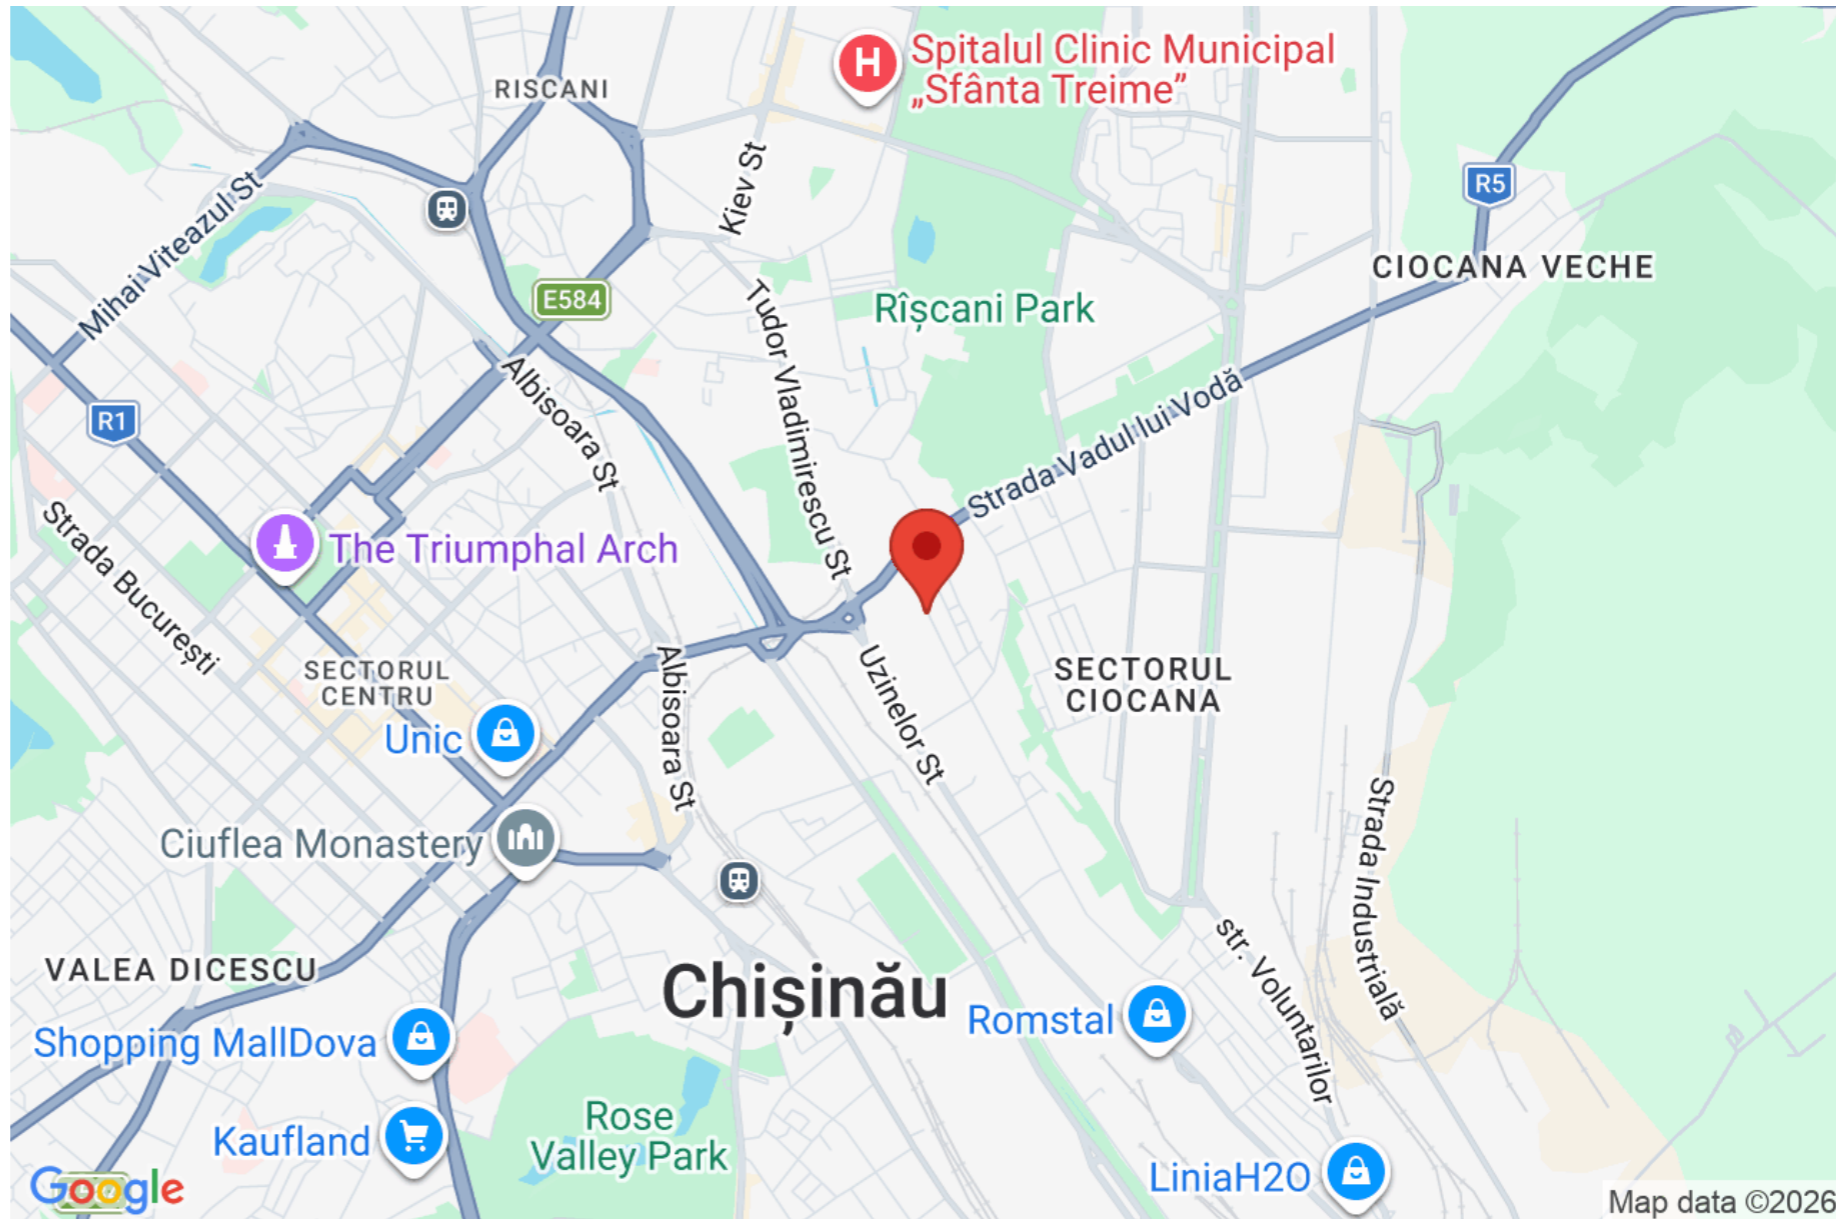 Spitalul Clinic Municipal
„Sfânta Treime”
RISCANI
Kiev St
R5
Mihai Viteazul St
CIOCANA VECHE
E584
Rîșcani Park
Tudor Vladimirescu St
Albisoara St
R1
Strada Vadul lui Vodă
Strada București
The Triumphal Arch
SECTORUL
CENTRU
SECTORUL
CIOCANA
Albisoara St
Uzinelor St
Unic
Ciuflea Monastery
Strada Industrială
str. Voluntarilor
VALEA DICESCU
Chișinău
Romstal
Shopping MallDova
Rose
Valley Park
Kaufland
LiniaH2O
Google
Map data ©2026